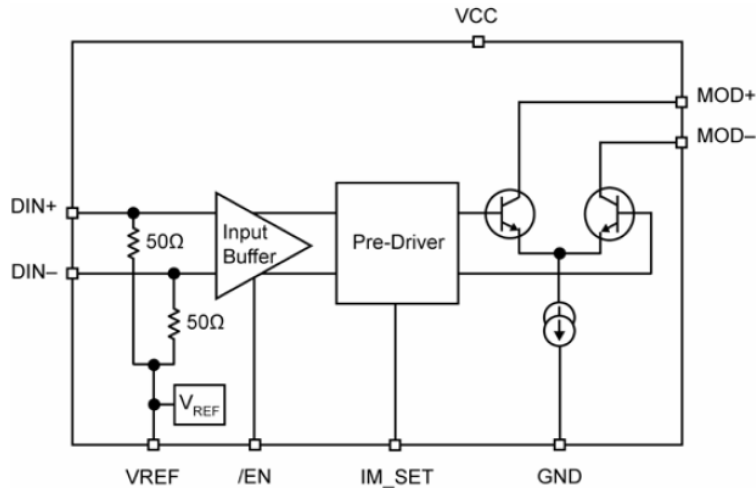 VCC
MOD+
MOD–
DIN+
50Ω
Input
Buffer
Pre-Driver
DIN–
50Ω
VREF
VREF
/EN
IM_SET
GND